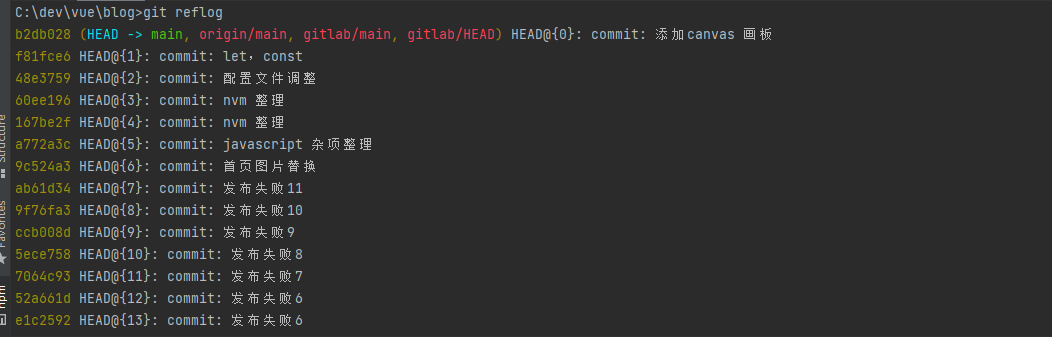 C:\dev\vue\blog>git reflog
b2db028 (HEAD -> main, origin/main, gitlab/main, gitlab/HEAD) HEAD@{0}: commit: 添加canvas 画板
f81fce6 HEAD@{1}: commit: let，const
48e3759 HEAD@{2}: commit: 配置文件调整
60ee196 HEAD@{3}: commit: nvm 整理
167be2f HEAD@{4}: commit: nvm 整理
a772a3c HEAD@{5}: commit: javascript 杂项整理
9c524a3 HEAD@{6}: commit: 首页图片替换
ab61d34 HEAD@{7}: commit: 发布失败11
9f76fa3 HEAD@{8}: commit: 发布失败10
ccb008d HEAD@{9}: commit: 发布失败9
5ece758 HEAD@{10}: commit: 发布失败8
7064c93 HEAD@{11}: commit: 发布失败7
52a661d HEAD@{12}: commit: 发布失败6
e1c2592 HEAD@{13}: commit: 发布失败6
Structure
Favorites
npm